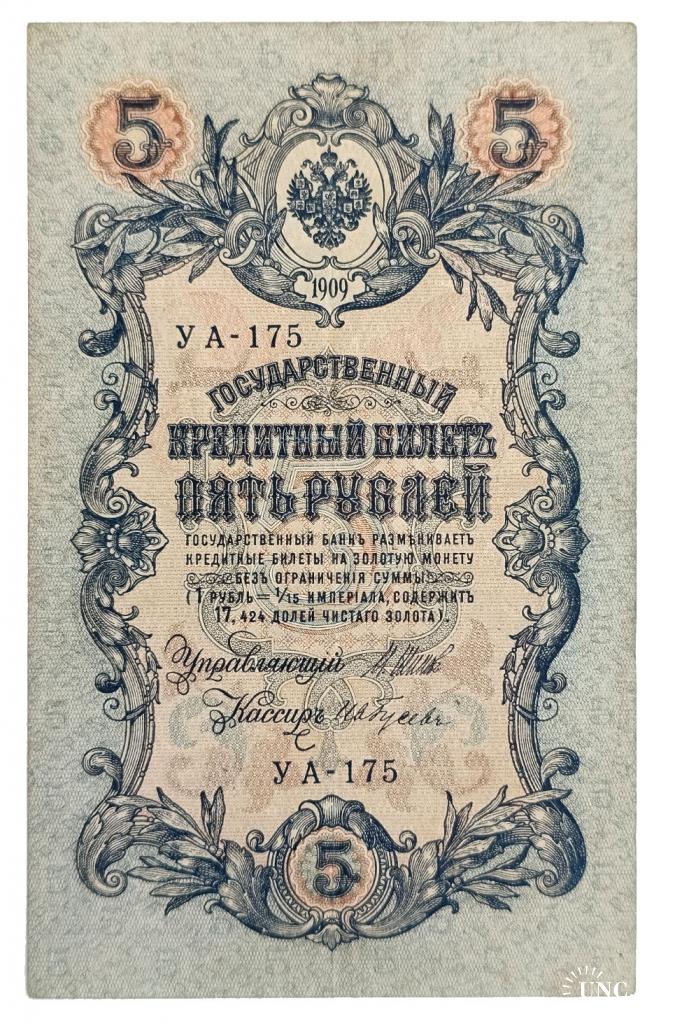 5 5
1909
УА-175
ГОСУДАРСТВЕННЫЙ
КРЕДИТНЫЙ БИЛЕТЪ
ПЯТЬ РУБЛЕЙ
ГОСУДАРСТВЕННЫЙ БАНКЪ РАЗМѢНИВАЕТЪ
КРЕДИТНЫЕ БИЛЕТЫ НА ЗОЛОТУЮ МОНЕТУ
БЕЗЪ ОГРАНИЧЕНІЯ СУММЫ
(1 РУБЛЬ = 1/15 ИМПЕРІАЛА, СОДЕРЖИТЪ
17,424 ДОЛЕЙ ЧИСТАГО ЗОЛОТА).
Управляющій
Кассиръ
УА-175
5
UNC